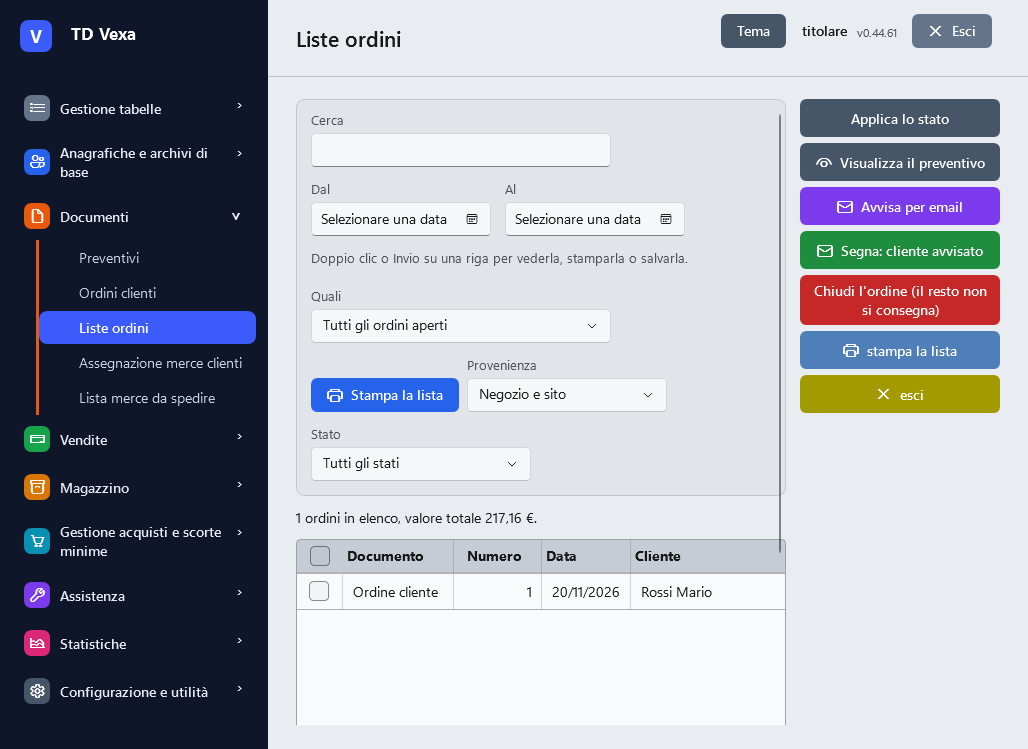 V
TD Vexa
Gestione tabelle
Anagrafiche e archivi di
base
Documenti
Preventivi
Ordini clienti
Liste ordini
Assegnazione merce clienti
Lista merce da spedire
Vendite
Magazzino
Gestione acquisti e scorte
minime
Assistenza
Statistiche
Configurazione e utilità
Liste ordini
Tema
titolare
v0.44.61
Esci
Cerca
Dal
Al
Selezionare una data
Selezionare una data
Doppio clic o Invio su una riga per vederla, stamparla o salvarla.
Quali
Tutti gli ordini aperti
Provenienza
Stampa la lista
Negozio e sito
Stato
Tutti gli stati
1 ordini in elenco, valore totale 217,16 €.
Documento Numero Data Cliente
Ordine cliente 1 20/11/2026 Rossi Mario
Applica lo stato
Visualizza il preventivo
Avvisa per email
Segna: cliente avvisato
Chiudi l'ordine (il resto non
si consegna)
stampa la lista
esci